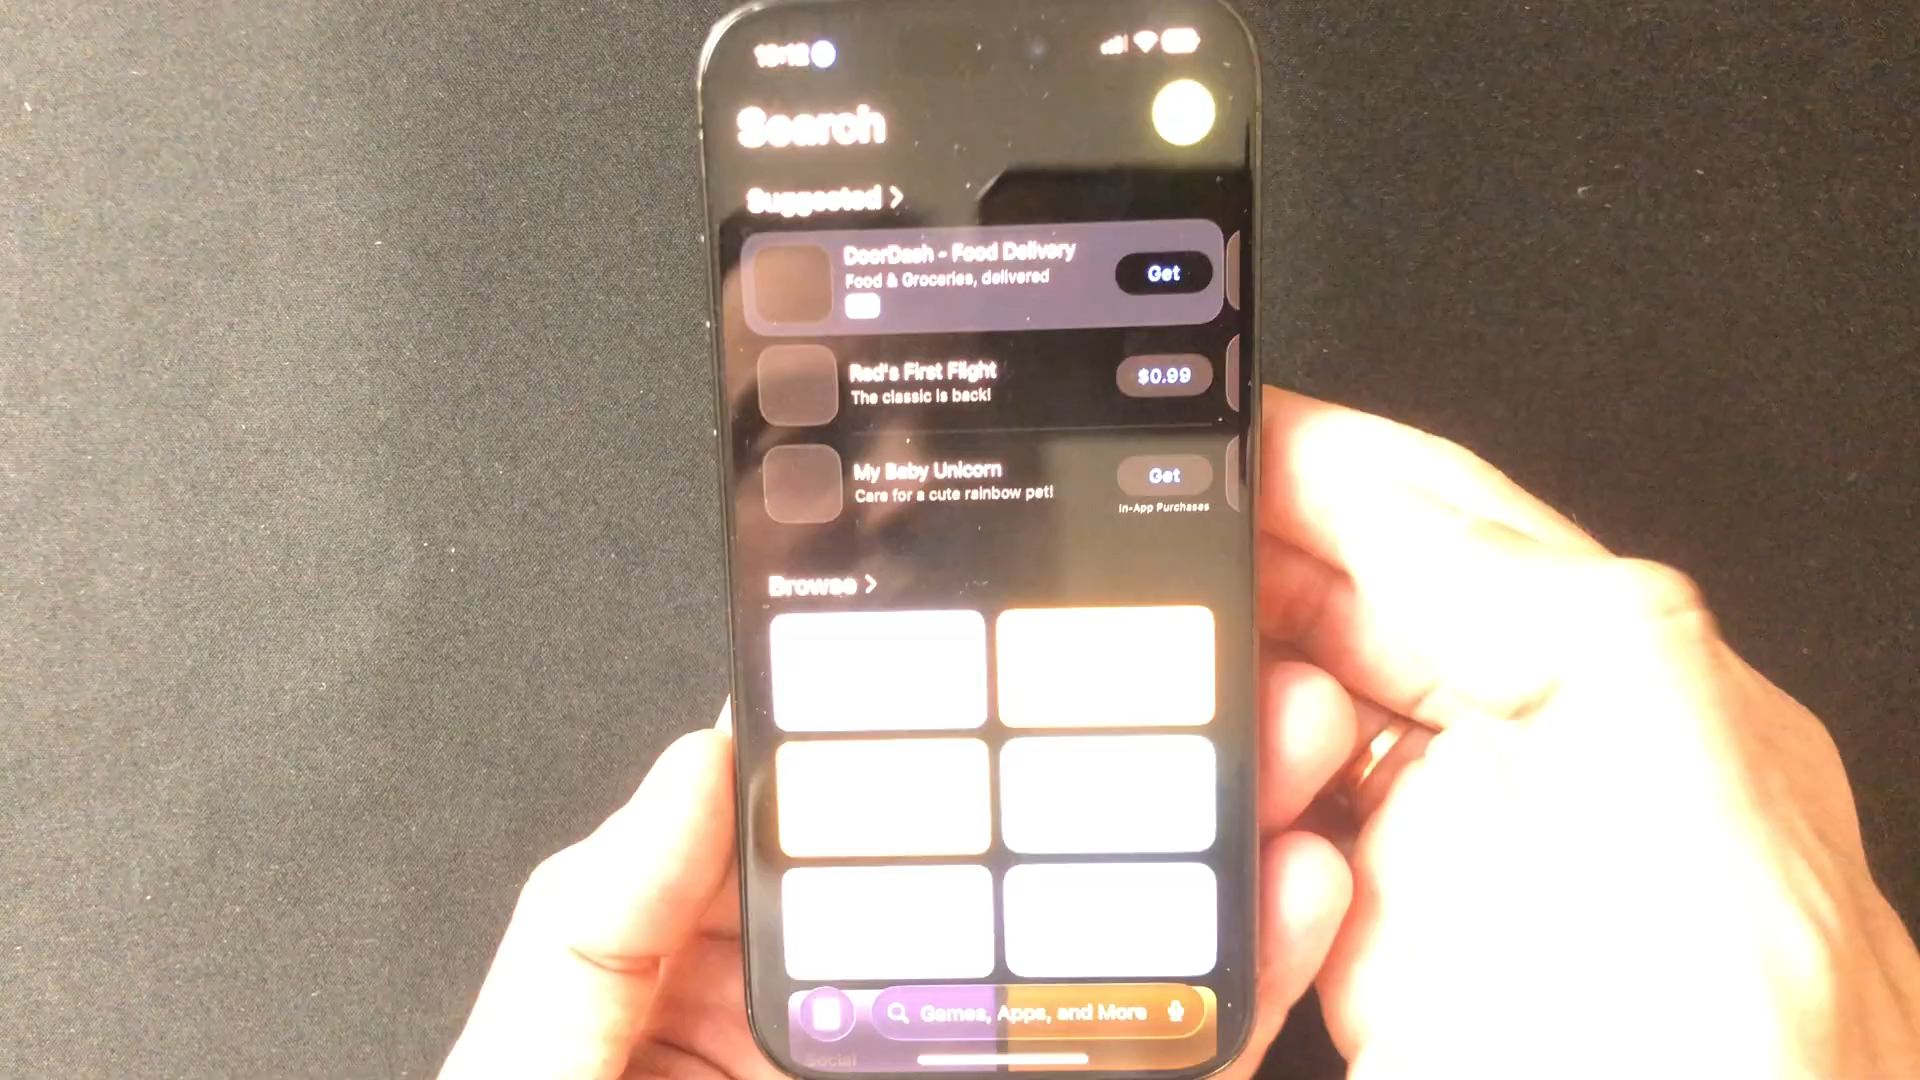 Search
Suggested >
DoorDash - Food Delivery
Food & Groceries, delivered
Get
Red's First Flight
The classic is back!
$0.99
My Baby Unicorn
Care for a cute rainbow pet!
Get
In-App Purchases
Browse >
Games, Apps, and More
Social